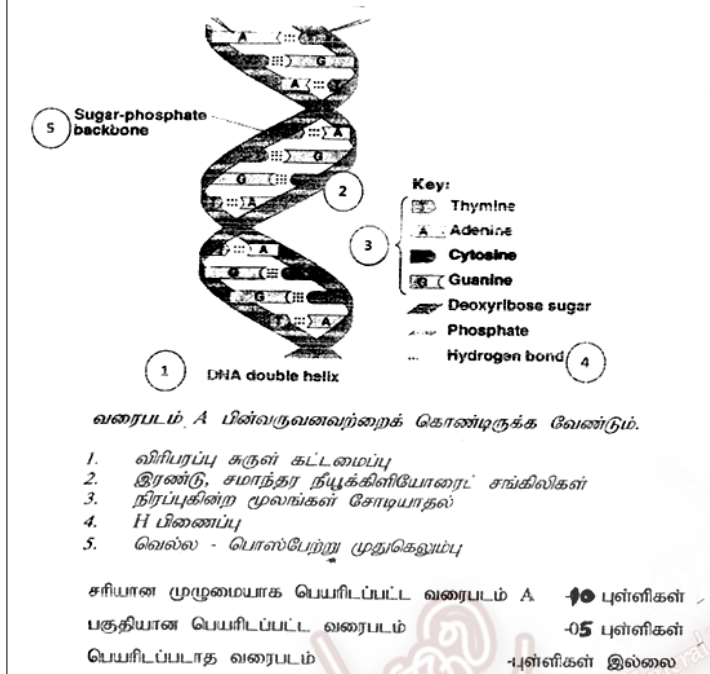 A
G
A T
Sugar-phosphate
5 backbone
A
G
G
2
T A
Key:
T Thymine
A Adenine
3
Cytosine
G Guanine
Deoxyribose sugar
Phosphate
Hydrogen bond 4
T A
G
G
T A
1 DNA double helix
வரைபடம் A பின்வருவனவற்றைக் கொண்டிருக்க வேண்டும்.
1. விரிபரப்பு சுருள் கட்டமைப்பு
2. இரண்டு, சமாந்தர நீயூக்கிளியோரைட் சங்கிலிகள்
3. நிரப்புகின்ற மூலங்கள் சோடியாதல்
4. H பிணைப்பு
5. வெல்ல - பொஸ்பேற்று முதுகெலும்பு
சரியான முழுமையாக பெயரிடப்பட்ட வரைபடம் A -10 புள்ளிகள்
பகுதியான பெயரிடப்பட்ட வரைபடம் -05 புள்ளிகள்
பெயரிடப்படாத வரைபடம் -புள்ளிகள் இல்லை